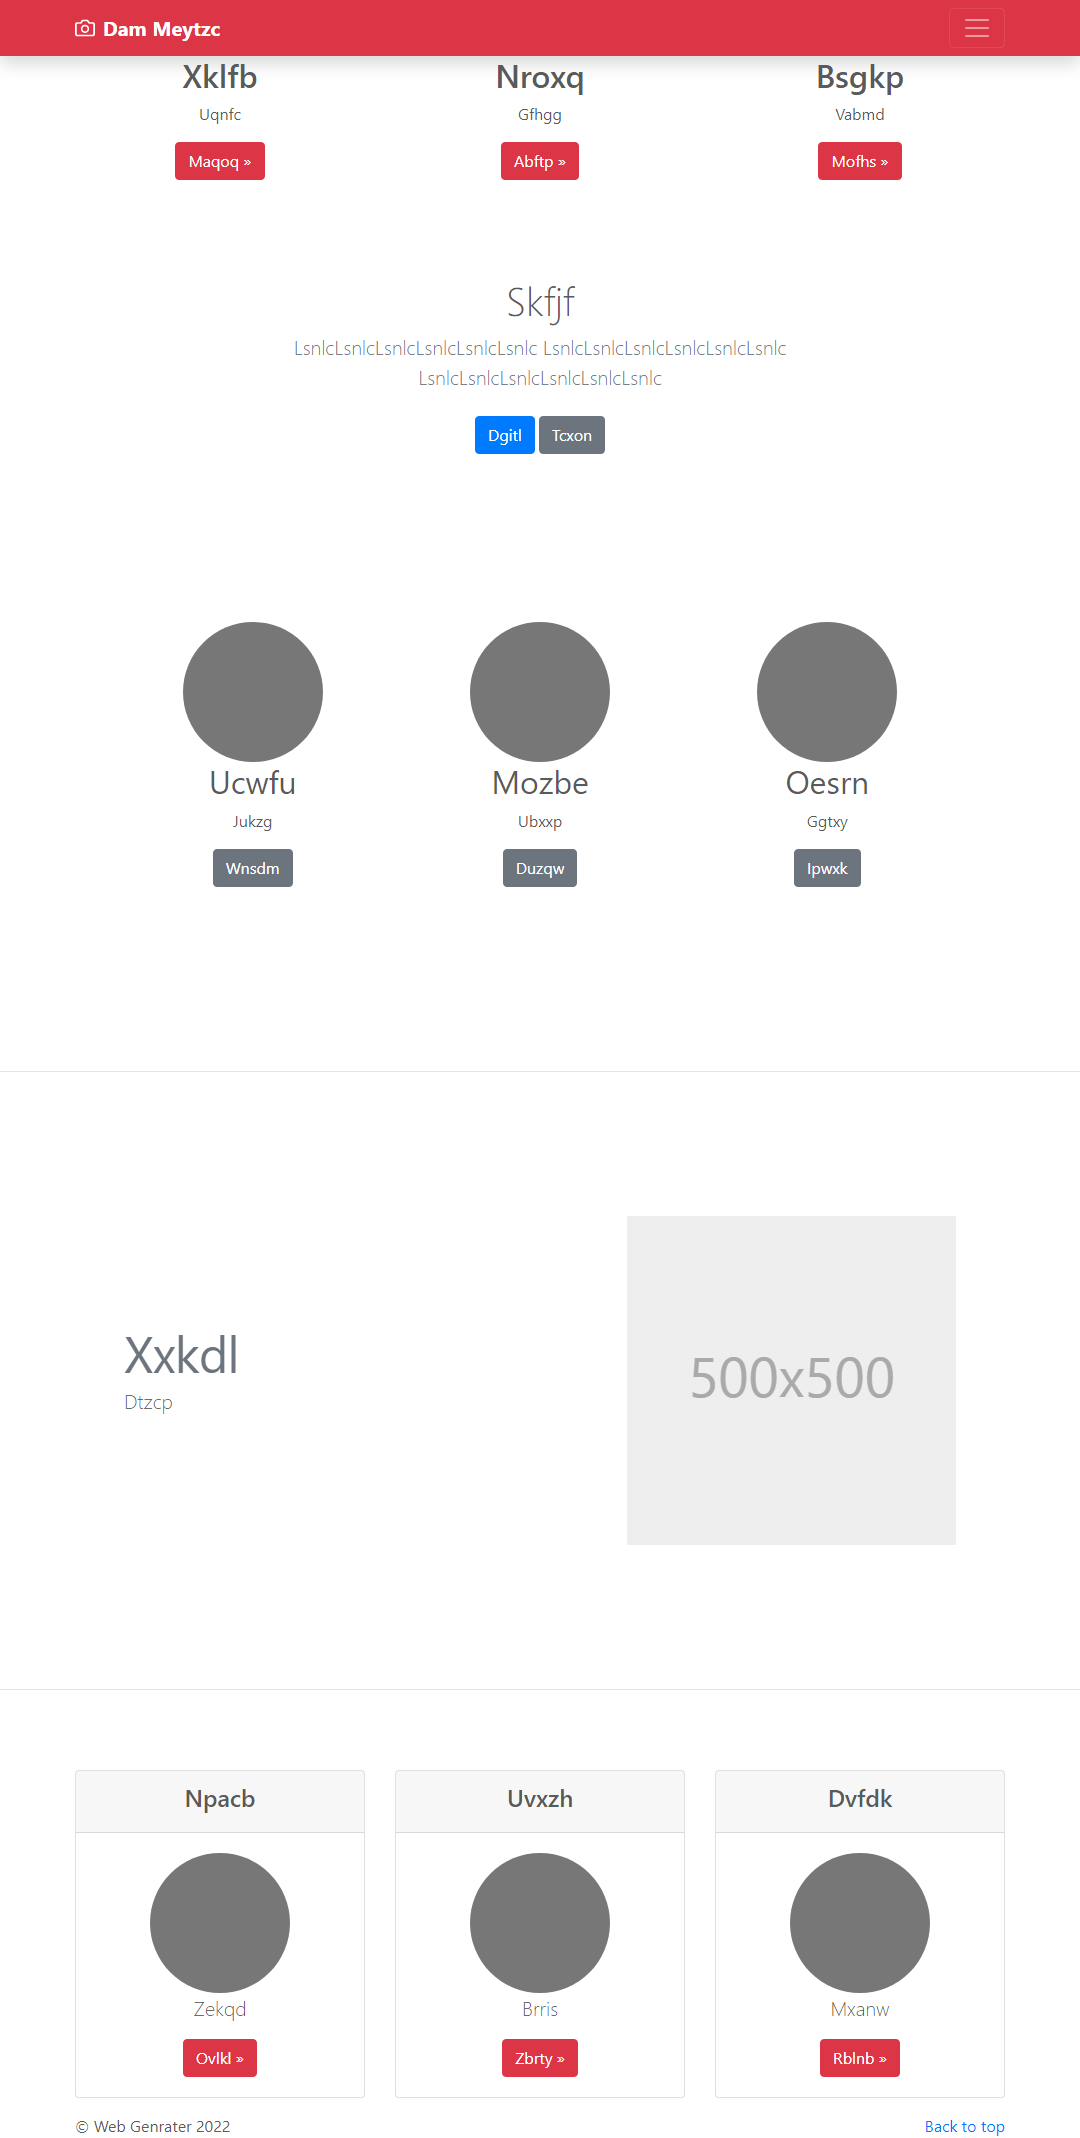 Dam Meytzc
Xklfb
Uqnfc
Maqoq »
Nroxq
Gfhgg
Abftp »
Bsgkp
Vabmd
Mofhs »
Skfjf
LsnlcLsnlcLsnlcLsnlcLsnlcLsnlc LsnlcLsnlcLsnlcLsnlcLsnlcLsnlc
LsnlcLsnlcLsnlcLsnlcLsnlcLsnlc
Dgitl
Tcxon
Ucwfu
Jukzg
Wnsdm
Mozbe
Ubxxp
Duzqw
Oesrn
Ggtxy
Ipwxk
Xxkdl
Dtzcp
500x500
Npacb
Zekqd
Ovlkl »
Uvxzh
Brris
Zbrty »
Dvfdk
Mxanw
Rblnb »
© Web Genrater 2022
Back to top